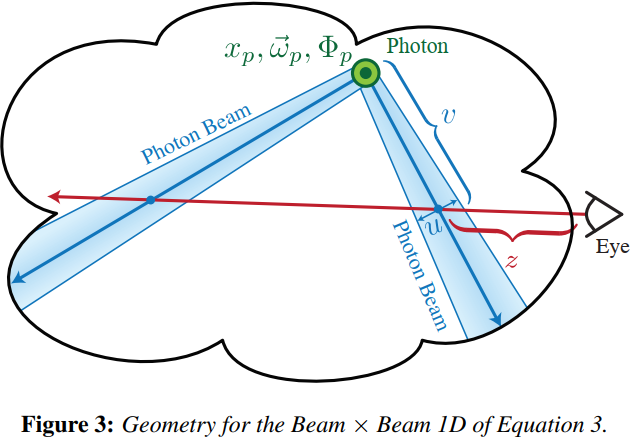 x_p, \vec{ω}_p, Φ_p Photon
Photon Beam
v
u
Photon Beam
z
Eye
Figure 3: Geometry for the Beam × Beam 1D of Equation 3.